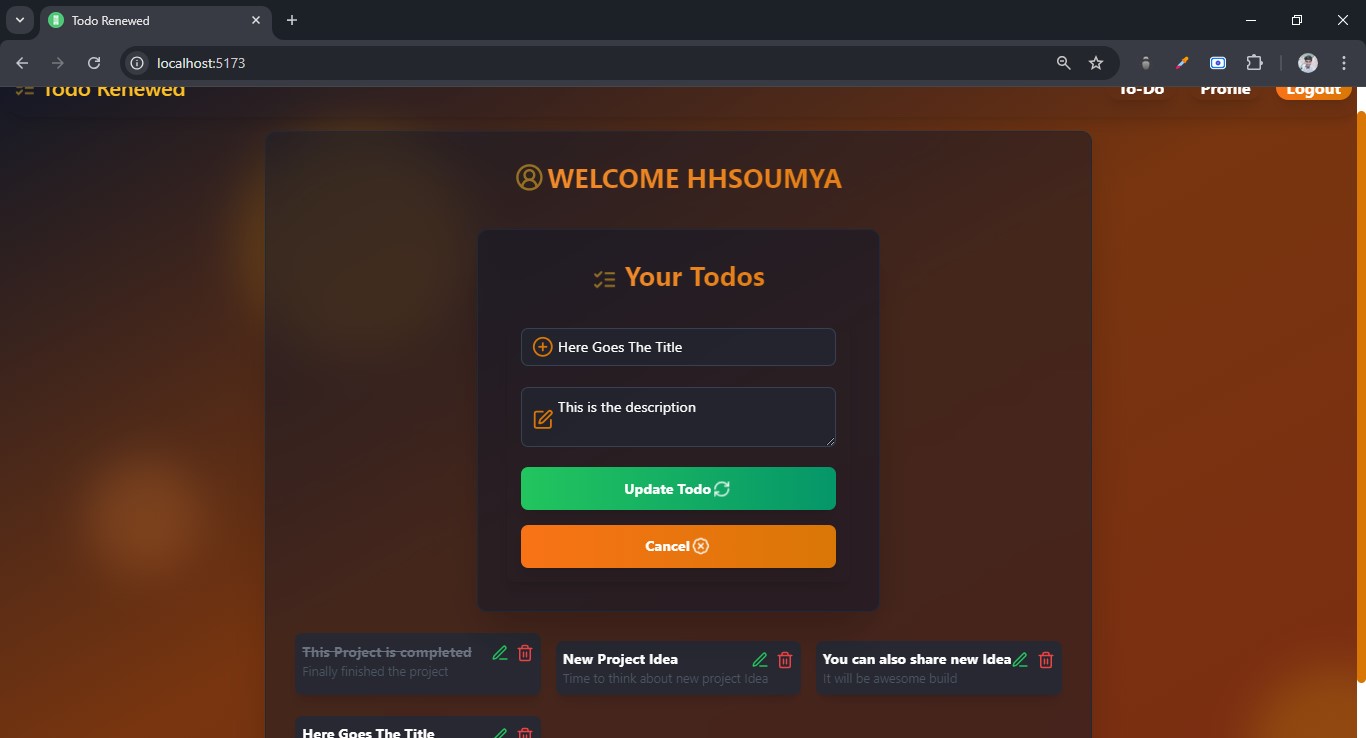 Todo Renewed
localhost:5173
Todo Renewed
To-Do
Profile
Logout
WELCOME HHSOUMYA
Your Todos
Here Goes The Title
This is the description
Update Todo
Cancel
This Project is completed
Finally finished the project
New Project Idea
Time to think about new project Idea
You can also share new Idea
It will be awesome build
Here Goes The Title